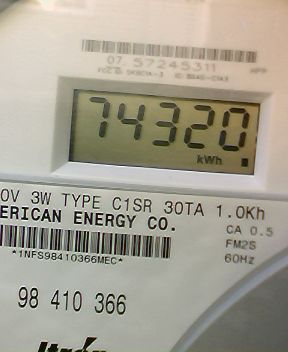 07 57245311
74320
kWh
0V 3W TYPE C1SR 30TA 1.0Kh
ERICAN ENERGY CO.
CA 0.5
FM2S
60Hz
*1NFS98410366MEC*
98 410 366
Itrón